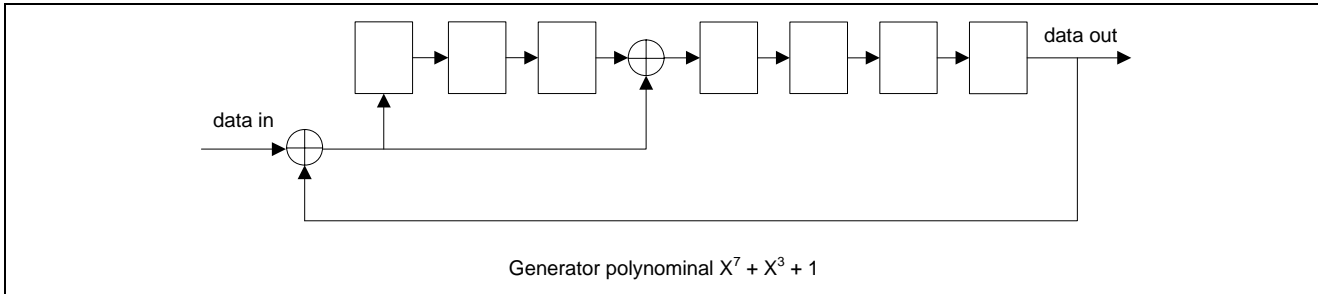 data out
data in
Generator polynominal X⁷ + X³ + 1